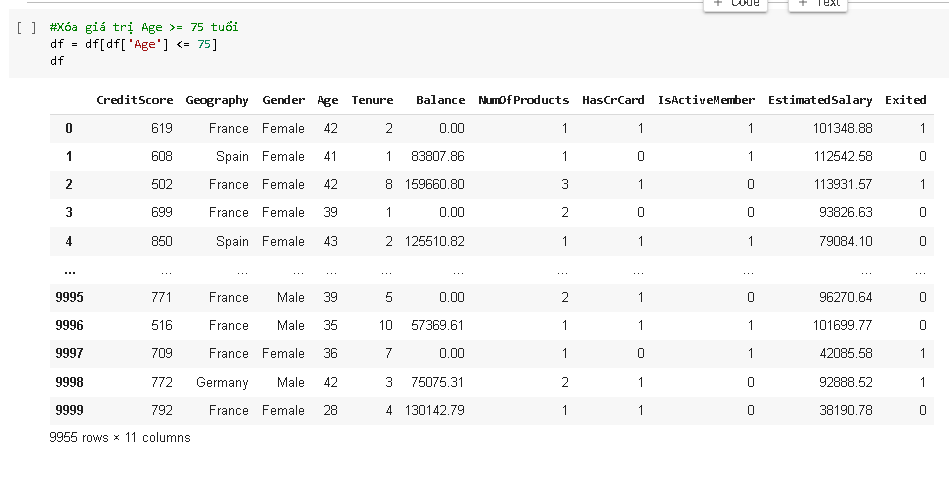 + Code + Text
[ ] #Xóa giá trị Age >= 75 tuổi
df = df[df['Age'] <= 75]
df
CreditScore Geography Gender Age Tenure Balance NumOfProducts HasCrCard IsActiveMember EstimatedSalary Exited
0 619 France Female 42 2 0.00 1 1 1 101348.88 1
1 608 Spain Female 41 1 83807.86 1 0 1 112542.58 0
2 502 France Female 42 8 159660.80 3 1 0 113931.57 1
3 699 France Female 39 1 0.00 2 0 0 93826.63 0
4 850 Spain Female 43 2 125510.82 1 1 1 79084.10 0
... ... ... ... ... ... ... ... ... ... ... ...
9995 771 France Male 39 5 0.00 2 1 0 96270.64 0
9996 516 France Male 35 10 57369.61 1 1 1 101699.77 0
9997 709 France Female 36 7 0.00 1 0 1 42085.58 1
9998 772 Germany Male 42 3 75075.31 2 1 0 92888.52 1
9999 792 France Female 28 4 130142.79 1 1 0 38190.78 0
9955 rows × 11 columns